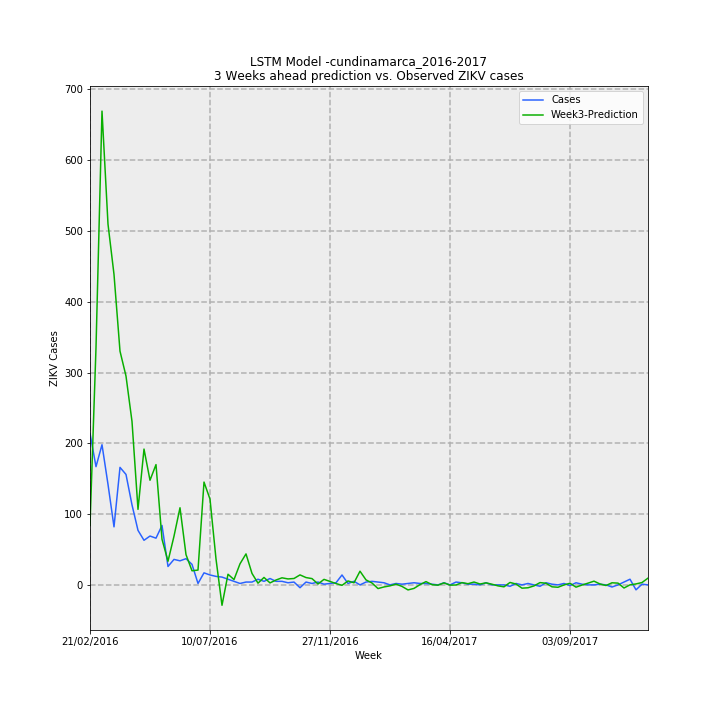 LSTM Model -cundinamarca_2016-2017
3 Weeks ahead prediction vs. Observed ZIKV cases
Cases
Week3-Prediction
700
600
500
400
300
200
100
0
ZIKV Cases
21/02/2016
10/07/2016
27/11/2016
16/04/2017
03/09/2017
Week